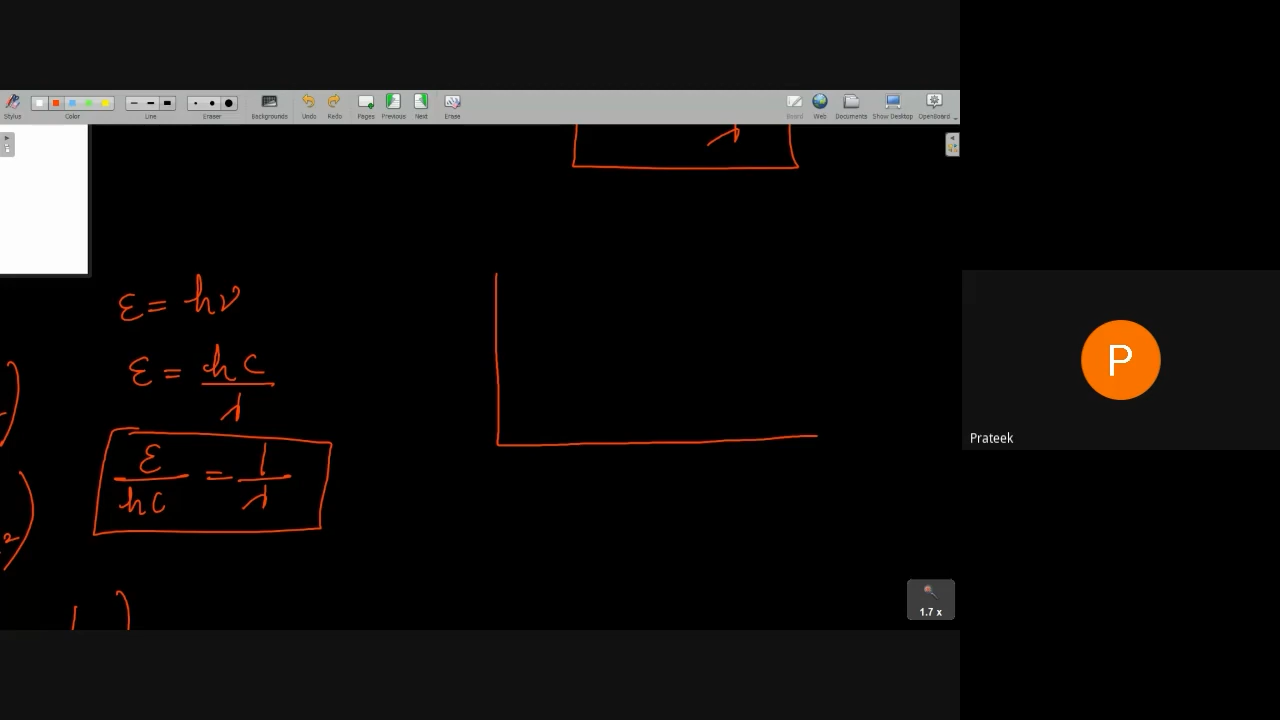 Stylus Color Line Eraser Backgrounds Undo Redo Pages Previous Next Erase Board Web Documents Show Desktop OpenBoard
λ
ε = hν
ε = hc/λ
ε/hc = 1/λ
2
P
Prateek
1.7 x